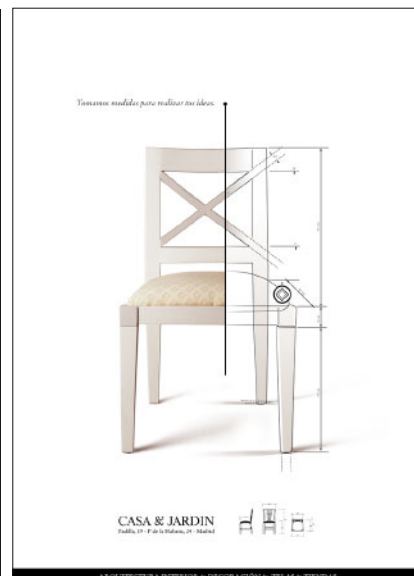 Tomamos medidas para realizar tus ideas.
CASA & JARDIN
Padilla, 19 - Pº de la Habana, 24 - Madrid
ARQUITECTURA INTERIOR & DECORACIÓN & TELAS & TIENDAS